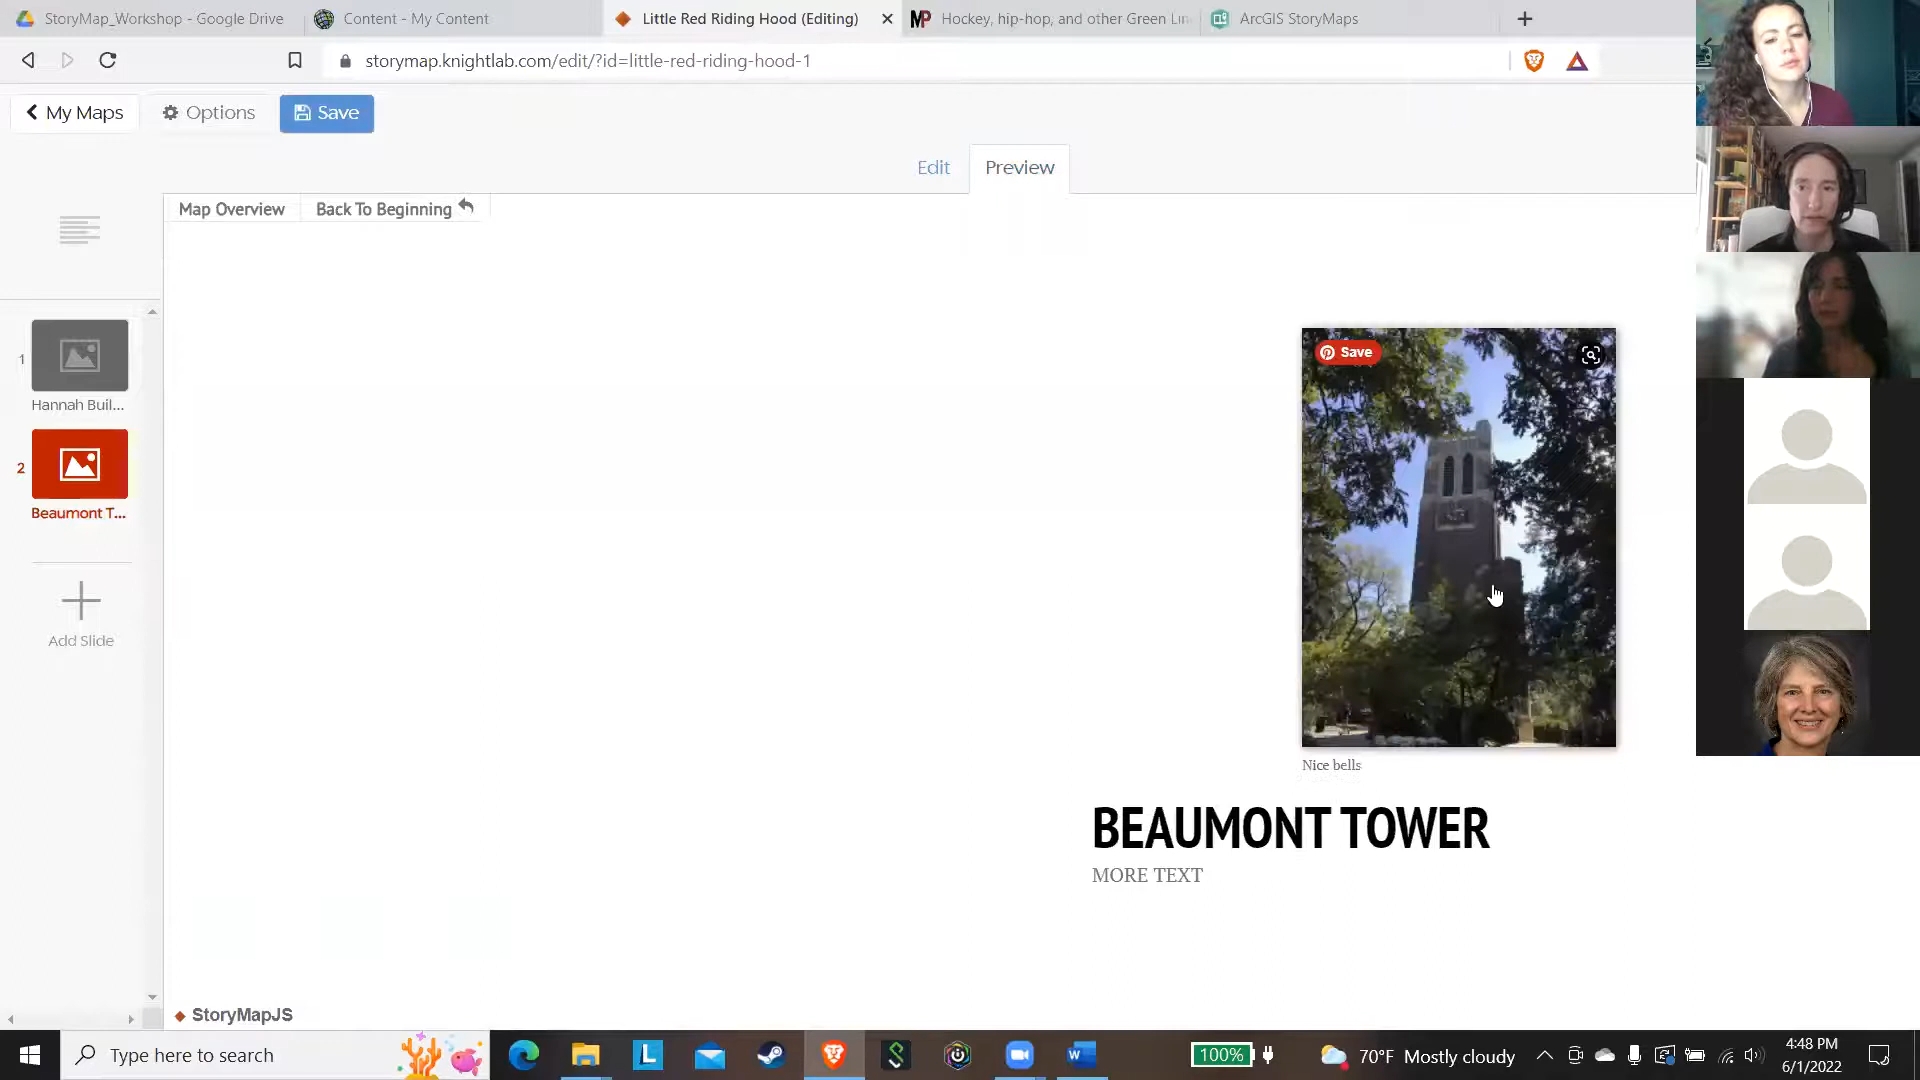 StoryMap_Workshop - Google Drive
Content - My Content
Little Red Riding Hood (Editing)
Hockey, hip-hop, and other Green Lin
ArcGIS StoryMaps
storymap.knightlab.com/edit/?id=little-red-riding-hood-1
My Maps
Options
Save
Edit
Preview
Map Overview
Back To Beginning
1
Hannah Buil...
2
Beaumont T...
Add Slide
Save
Nice bells
BEAUMONT TOWER
MORE TEXT
StoryMapJS
Type here to search
100%
70°F Mostly cloudy
4:48 PM
6/1/2022